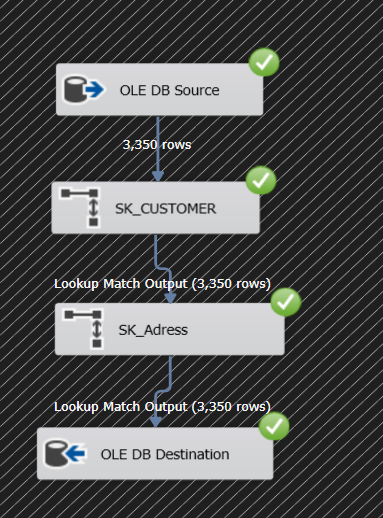 OLE DB Source
3,350 rows
SK_CUSTOMER
Lookup Match Output (3,350 rows)
SK_Adress
Lookup Match Output (3,350 rows)
OLE DB Destination